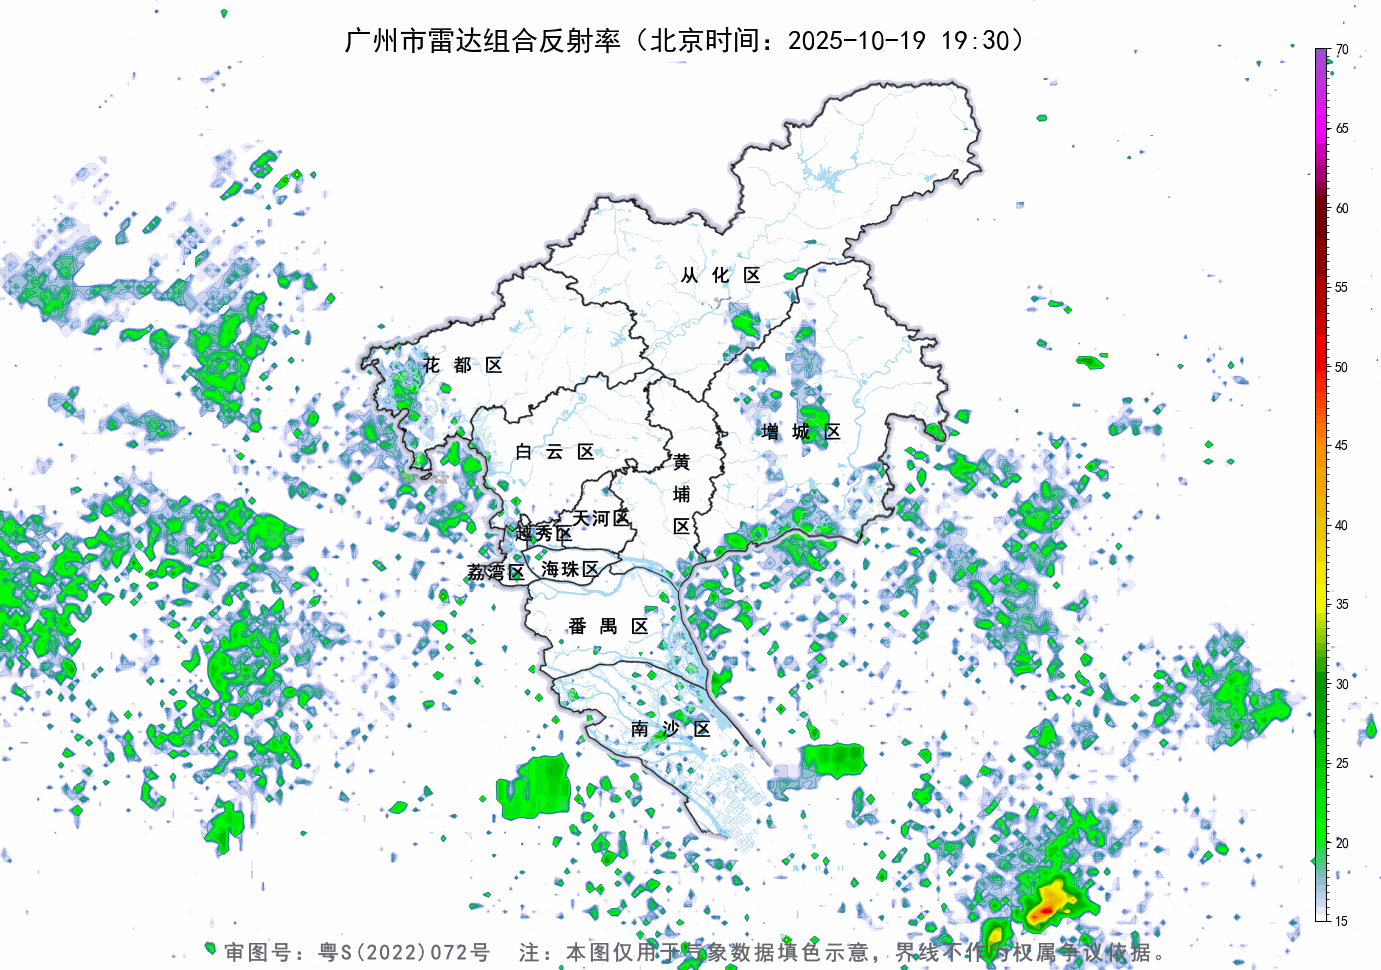 广州市雷达组合反射率（北京时间：2025-10-19 19:30）
70
65
60
55
50
45
40
35
30
25
20
15
从化区
花都区
增城区
白云区
黄埔区
天河区
越秀区
海珠区
荔湾区
番禺区
南沙区
审图号：粤S(2022)072号 注：本图仅用于气象数据填色示意，界线不作为权属争议依据。